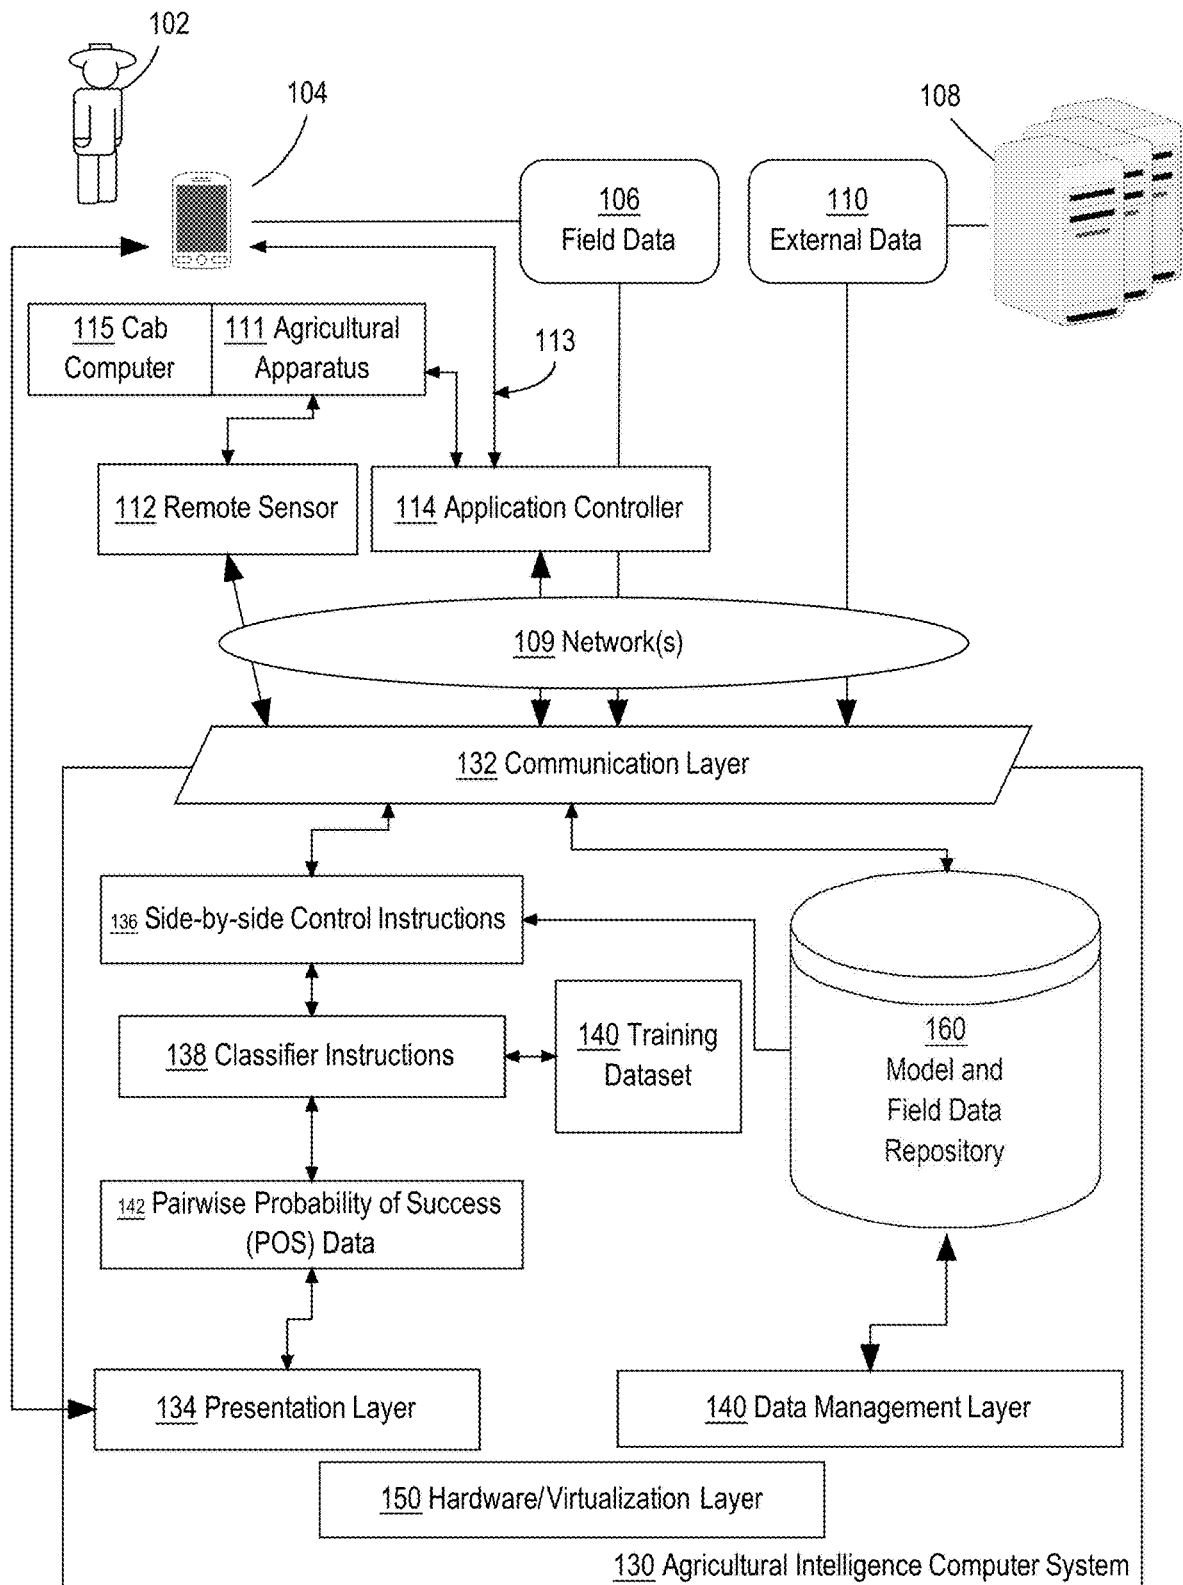 102
104
108
106
Field Data
110
External Data
115 Cab
Computer
111 Agricultural
Apparatus
113
112 Remote Sensor
114 Application Controller
109 Network(s)
132 Communication Layer
136 Side-by-side Control Instructions
138 Classifier Instructions
140 Training
Dataset
160
Model and
Field Data
Repository
142 Pairwise Probability of Success
(POS) Data
134 Presentation Layer
140 Data Management Layer
150 Hardware/Virtualization Layer
130 Agricultural Intelligence Computer System